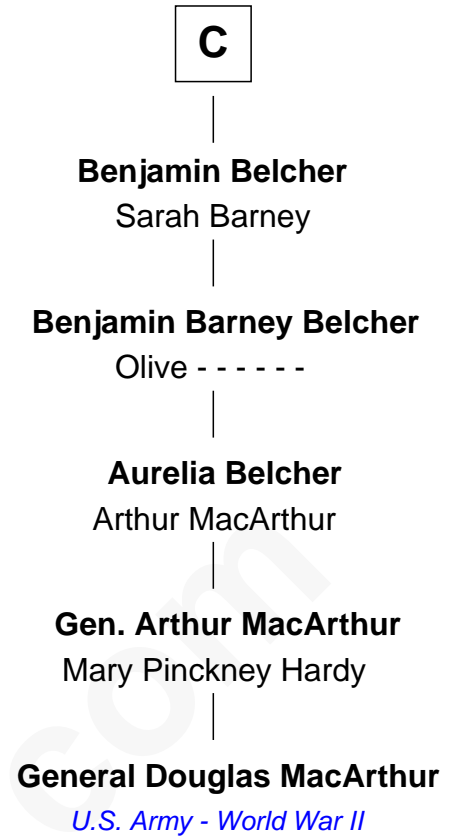 C
Benjamin Belcher
Sarah Barney
Benjamin Barney Belcher
Olive - - - - - -
Aurelia Belcher
Arthur MacArthur
Gen. Arthur MacArthur
Mary Pinckney Hardy
General Douglas MacArthur
U.S. Army - World War II
com